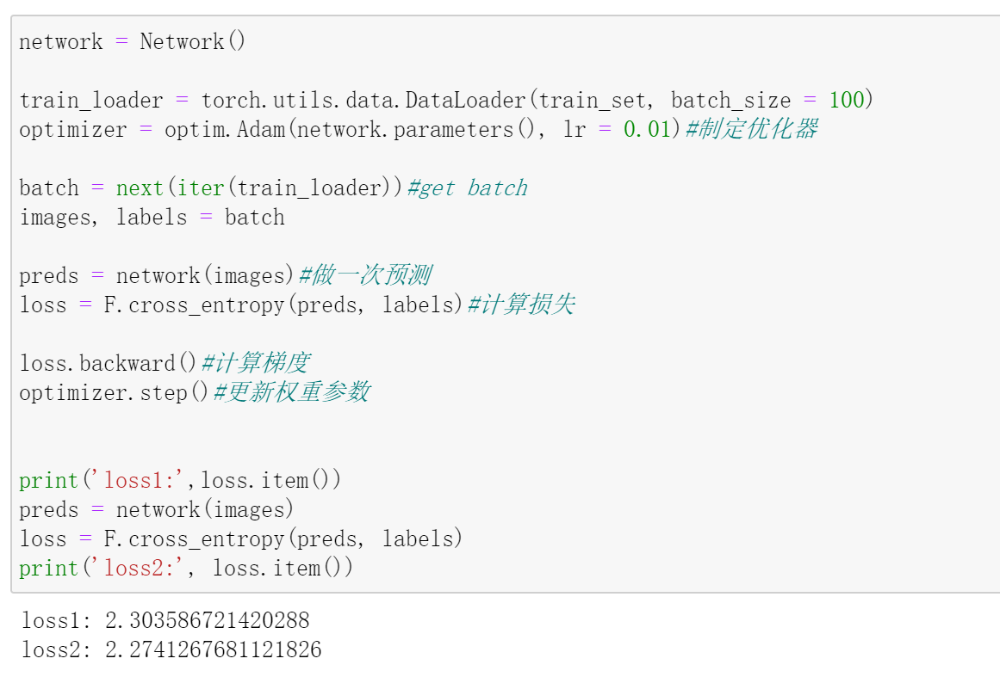 network = Network()
train_loader = torch.utils.data.DataLoader(train_set, batch_size = 100)
optimizer = optim.Adam(network.parameters(), lr = 0.01)#制定优化器
batch = next(iter(train_loader))#get batch
images, labels = batch
preds = network(images)#做一次预测
loss = F.cross_entropy(preds, labels)#计算损失
loss.backward()#计算梯度
optimizer.step()#更新权重参数
print('loss1:',loss.item())
preds = network(images)
loss = F.cross_entropy(preds, labels)
print('loss2:', loss.item())
loss1: 2.303586721420288
loss2: 2.2741267681121826